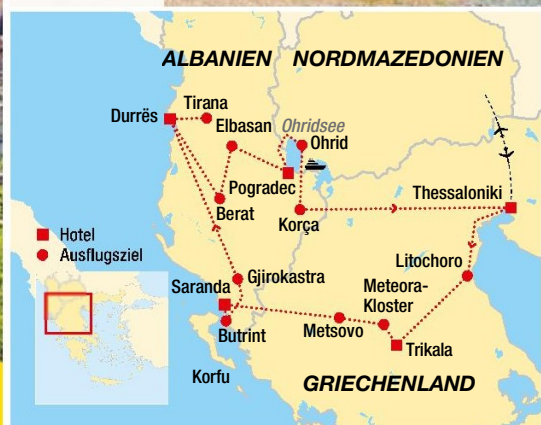 ALBANIEN
NORDMAZEDONIEN
Durrës
Tirana
Elbasan
Ohridsee
Ohrid
Pogradec
Thessaloniki
Berat
Korça
Hotel
Ausflugsziel
Litochoro
Gjirokastra
Saranda
Meteora-
Kloster
Metsovo
Butrint
Trikala
Korfu
GRIECHENLAND